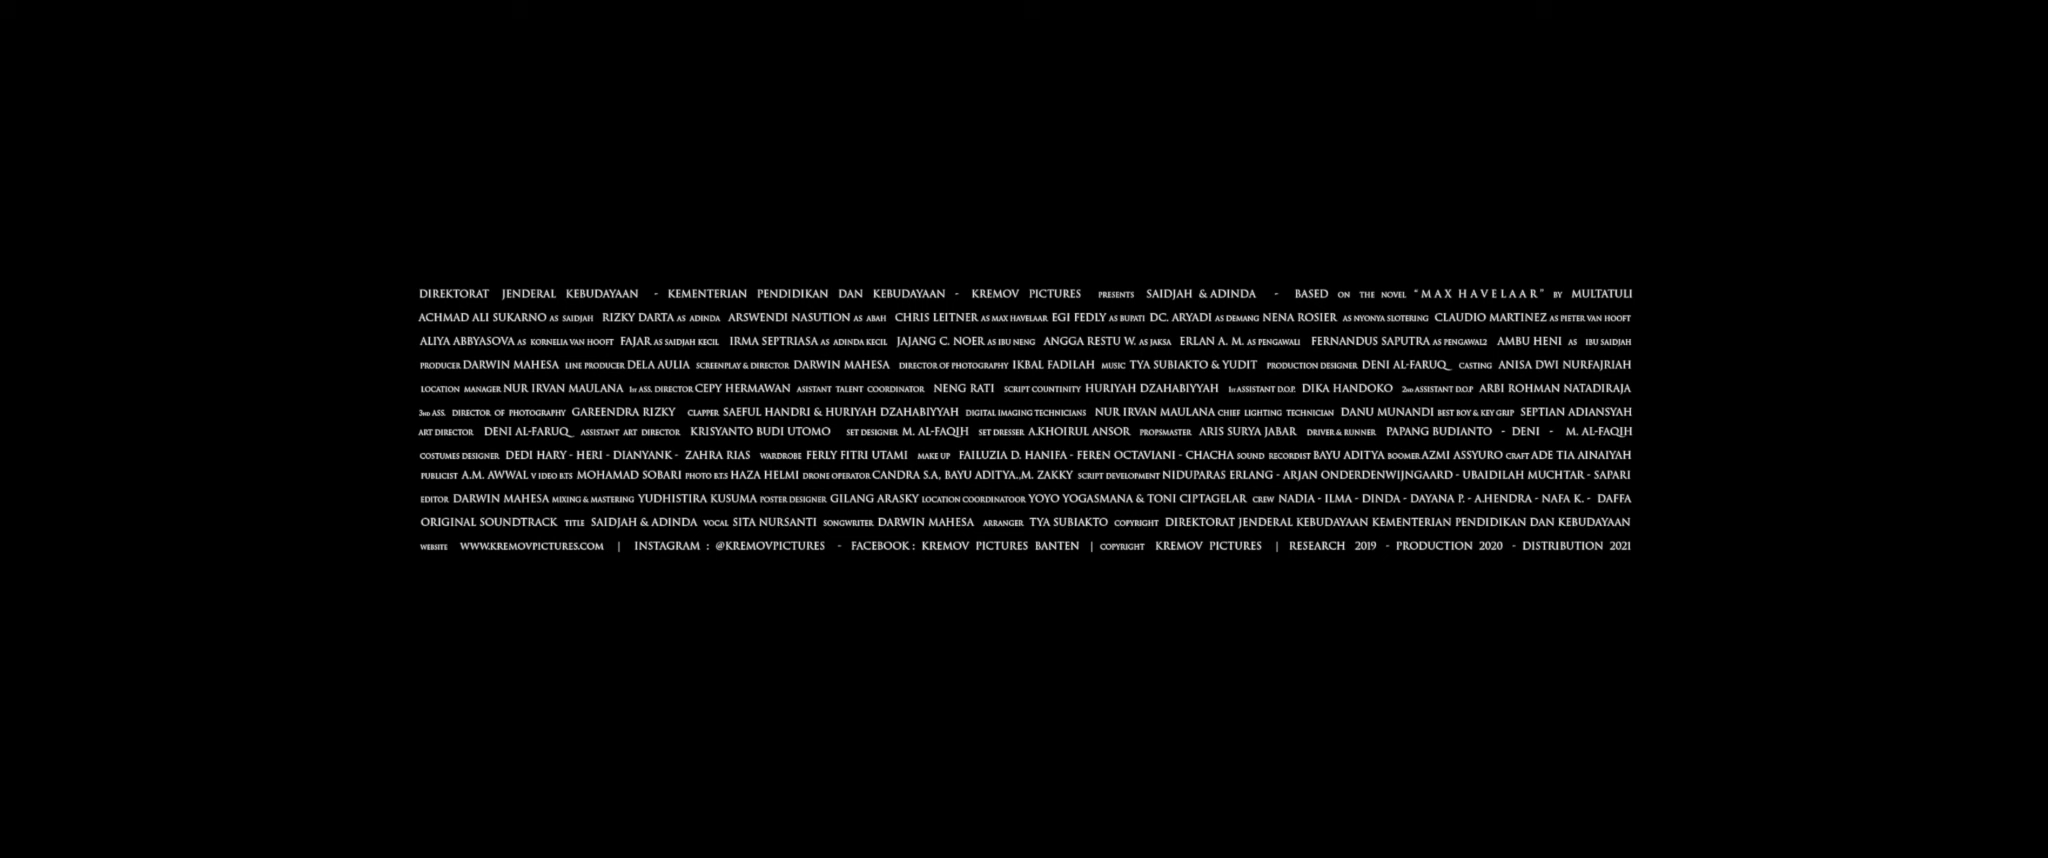 DIREKTORAT JENDERAL KEBUDAYAAN - KEMENTERIAN PENDIDIKAN DAN KEBUDAYAAN - KREMOV PICTURES PRESENTS SAIDJAH & ADINDA - BASED ON THE NOVEL "MAX HAVELAAR" BY MULTATULI
ACHMAD ALI SUKARNO AS SAIDJAH RIZKY DARTA AS ADINDA ARSWENDI NASUTION AS ABAH CHRIS LEITNER AS MAX HAVELAAR EGI FEDLY AS BUPATI DC. ARYADI AS DEMANG NENA ROSIER AS NYONYA SLOTERING CLAUDIO MARTINEZ AS PIETER VAN HOOFT
ALIYA ABBYASOVA AS KORNELIA VAN HOOFT FAJAR AS SAIDJAH KECIL IRMA SEPTRIASA AS ADINDA KECIL JAJANG C. NOER AS IBU NENG ANGGA RESTU W. AS JAKSA ERLAN A. M. AS PENGAWAL1 FERNANDUS SAPUTRA AS PENGAWAL2 AMBU HENI AS IBU SAIDJAH
PRODUCER DARWIN MAHESA LINE PRODUCER DELA AULIA SCREENPLAY & DIRECTOR DARWIN MAHESA DIRECTOR OF PHOTOGRAPHY IKBAL FADILAH MUSIC TYA SUBIAKTO & YUDIT PRODUCTION DESIGNER DENI AL-FARUQ CASTING ANISA DWI NURFAJRIAH
LOCATION MANAGER NUR IRVAN MAULANA 1ST ASS. DIRECTOR CEPY HERMAWAN ASISTANT TALENT COORDINATOR NENG RATI SCRIPT COUNTINITY HURIYAH DZAHABIYYAH 1ST ASSISTANT D.O.P. DIKA HANDOKO 2ND ASSISTANT D.O.P ARBI ROHMAN NATADIRAJA
3ND ASS. DIRECTOR OF PHOTOGRAPHY GAREENDRA RIZKY CLAPPER SAEFUL HANDRI & HURIYAH DZAHABIYYAH DIGITAL IMAGING TECHNICIANS NUR IRVAN MAULANA CHIEF LIGHTING TECHNICIAN DANU MUNANDI BEST BOY & KEY GRIP SEPTIAN ADIANSYAH
ART DIRECTOR DENI AL-FARUQ ASSISTANT ART DIRECTOR KRISYANTO BUDI UTOMO SET DESIGNER M. AL-FAQIH SET DRESSER A.KHOIRUL ANSOR PROPSMASTER ARIS SURYA JABAR DRIVER & RUNNER PAPANG BUDIANTO - DENI - M. AL-FAQIH
COSTUMES DESIGNER DEDI HARY - HERI - DIANYANK - ZAHRA RIAS WARDROBE FERLY FITRI UTAMI MAKE UP FAILUZIA D. HANIFA - FEREN OCTAVIANI - CHACHA SOUND RECORDIST BAYU ADITYA BOOMER AZMI ASSYURO CRAFT ADE TIA AINAIYAH
PUBLICIST A.M. AWWAL V IDEO B.T.S MOHAMAD SOBARI PHOTO B.T.S HAZA HELMI DRONE OPERATOR CANDRA S.A, BAYU ADITYA.,M. ZAKKY SCRIPT DEVELOPMENT NIDUPARAS ERLANG - ARJAN ONDERDENWIJNGAARD - UBAIDILAH MUCHTAR - SAPARI
EDITOR DARWIN MAHESA MIXING & MASTERING YUDHISTIRA KUSUMA POSTER DESIGNER GILANG ARASKY LOCATION COORDINATOOR YOYO YOGASMANA & TONI CIPTAGELAR CREW NADIA - ILMA - DINDA - DAYANA P. - A.HENDRA - NAFA K. - DAFFA
ORIGINAL SOUNDTRACK TITLE SAIDJAH & ADINDA VOCAL SITA NURSANTI SONGWRITER DARWIN MAHESA ARRANGER TYA SUBIAKTO COPYRIGHT DIREKTORAT JENDERAL KEBUDAYAAN KEMENTERIAN PENDIDIKAN DAN KEBUDAYAAN
WEBSITE WWW.KREMOVPICTURES.COM | INSTAGRAM : @KREMOVPICTURES - FACEBOOK : KREMOV PICTURES BANTEN | COPYRIGHT KREMOV PICTURES | RESEARCH 2019 - PRODUCTION 2020 - DISTRIBUTION 2021